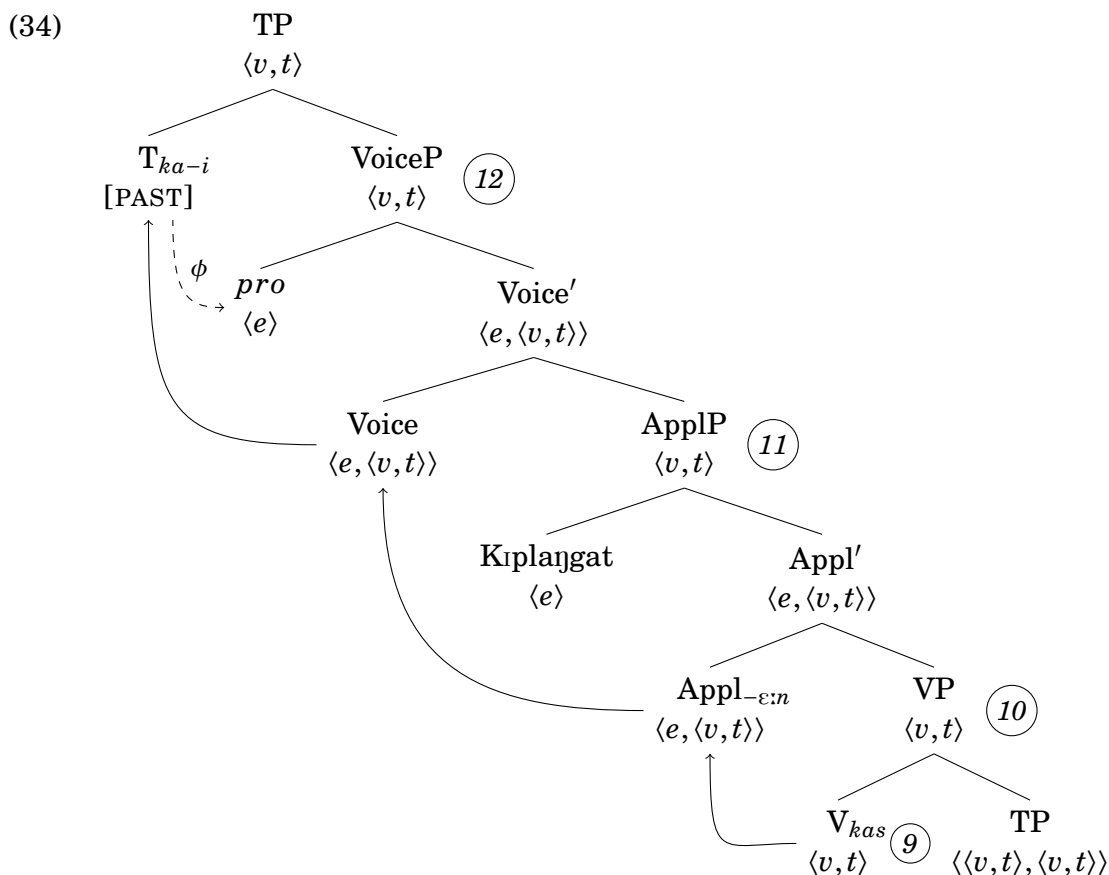 (34)
TP
⟨v, t⟩
T_{ka−i} VoiceP
[PAST] ⟨v, t⟩ 12
ϕ
pro Voice′
⟨e⟩ ⟨e, ⟨v, t⟩⟩
Voice ApplP
⟨e, ⟨v, t⟩⟩ ⟨v, t⟩ 11
Kɪplaŋgat Appl′
⟨e⟩ ⟨e, ⟨v, t⟩⟩
Appl_{−ɛːn} VP
⟨e, ⟨v, t⟩⟩ ⟨v, t⟩ 10
V_{kas} 9 TP
⟨v, t⟩ ⟨⟨v, t⟩, ⟨v, t⟩⟩